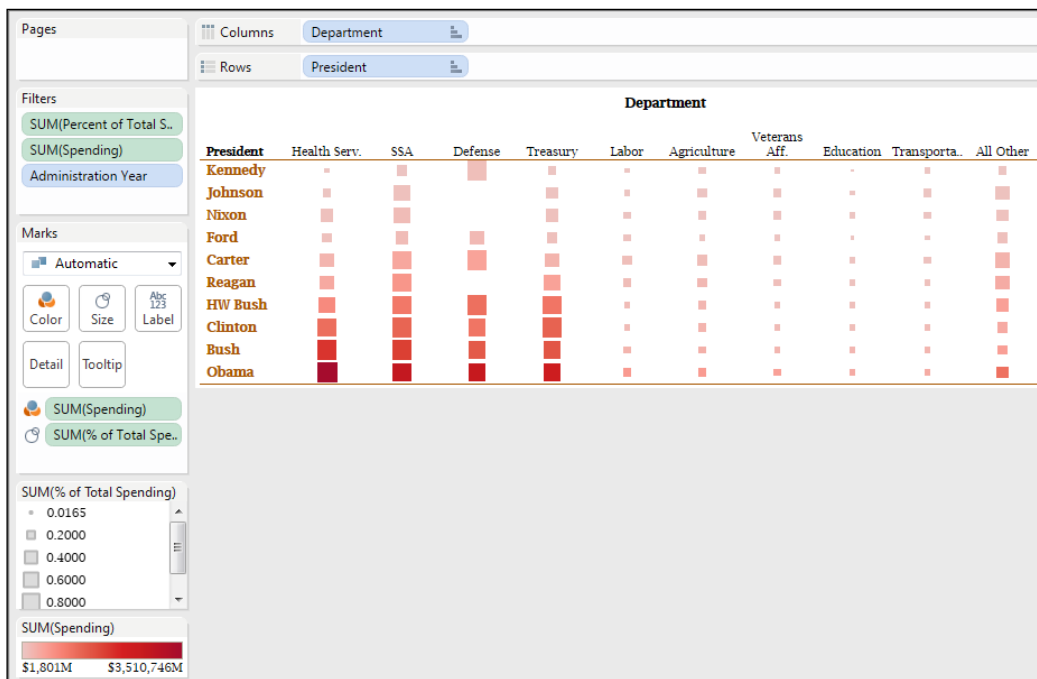 Pages
Columns
Department
Rows
President
Filters
SUM(Percent of Total S..
SUM(Spending)
Administration Year
Marks
Automatic
Color
Size
Abc
123
Label
Detail
Tooltip
SUM(Spending)
SUM(% of Total Spe..
SUM(% of Total Spending)
0.0165
0.2000
0.4000
0.6000
0.8000
SUM(Spending)
$1,801M $3,510,746M
Department
President Health Serv. SSA Defense Treasury Labor Agriculture Veterans Aff. Education Transporta.. All Other
Kennedy
Johnson
Nixon
Ford
Carter
Reagan
HW Bush
Clinton
Bush
Obama